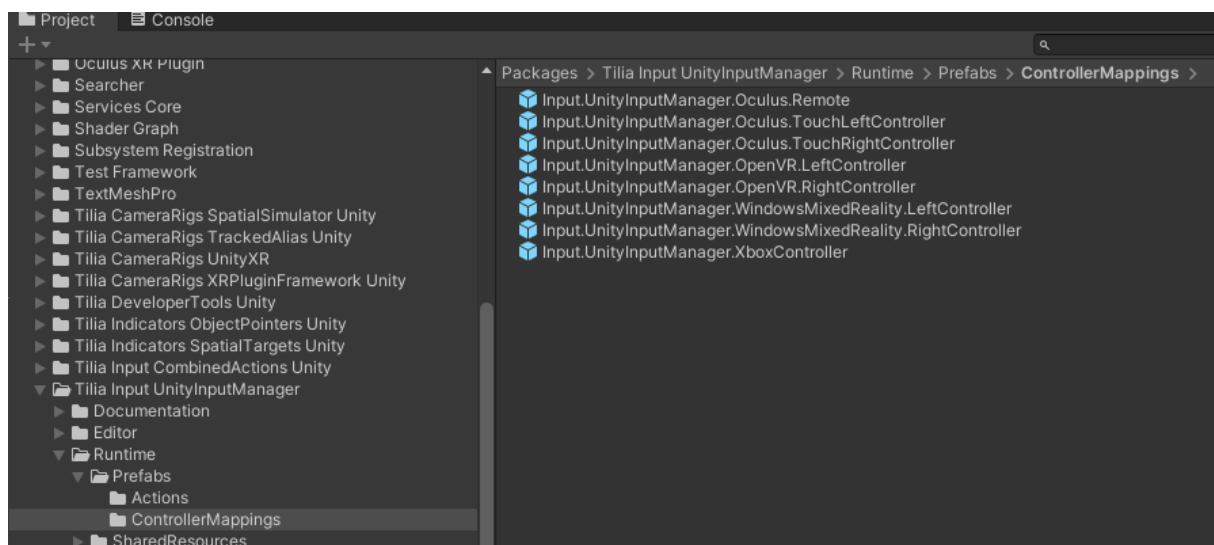 Project Console
Oculus XR Plugin
Searcher
Services Core
Shader Graph
Subsystem Registration
Test Framework
TextMeshPro
Tilia CameraRigs SpatialSimulator Unity
Tilia CameraRigs TrackedAlias Unity
Tilia CameraRigs UnityXR
Tilia CameraRigs XRPluginFramework Unity
Tilia DeveloperTools Unity
Tilia Indicators ObjectPointers Unity
Tilia Indicators SpatialTargets Unity
Tilia Input CombinedActions Unity
Tilia Input UnityInputManager
Documentation
Editor
Runtime
Prefabs
Actions
ControllerMappings
SharedResources
Packages > Tilia Input UnityInputManager > Runtime > Prefabs > ControllerMappings >
Input.UnityInputManager.Oculus.Remote
Input.UnityInputManager.Oculus.TouchLeftController
Input.UnityInputManager.Oculus.TouchRightController
Input.UnityInputManager.OpenVR.LeftController
Input.UnityInputManager.OpenVR.RightController
Input.UnityInputManager.WindowsMixedReality.LeftController
Input.UnityInputManager.WindowsMixedReality.RightController
Input.UnityInputManager.XboxController